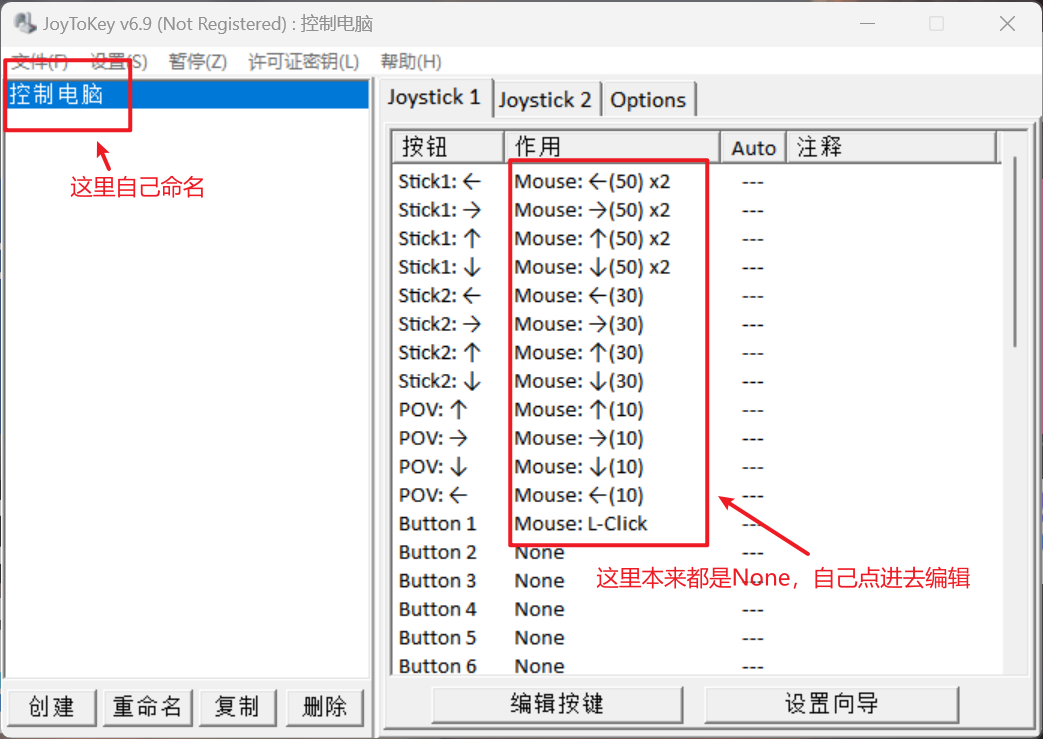 JoyToKey v6.9 (Not Registered) : 控制电脑
文件(F) 设置(S) 暂停(Z) 许可证密钥(L) 帮助(H)
控制电脑
这里自己命名
Joystick 1 Joystick 2 Options
按钮 作用 Auto 注释
Stick1: ← Mouse: ←(50) x2 ---
Stick1: → Mouse: →(50) x2 ---
Stick1: ↑ Mouse: ↑(50) x2 ---
Stick1: ↓ Mouse: ↓(50) x2 ---
Stick2: ← Mouse: ←(30) ---
Stick2: → Mouse: →(30) ---
Stick2: ↑ Mouse: ↑(30) ---
Stick2: ↓ Mouse: ↓(30) ---
POV: ↑ Mouse: ↑(10) ---
POV: → Mouse: →(10) ---
POV: ↓ Mouse: ↓(10) ---
POV: ← Mouse: ←(10) ---
Button 1 Mouse: L-Click ---
Button 2 None ---
Button 3 None ---
Button 4 None ---
Button 5 None ---
Button 6 None ---
这里本来都是None，自己点进去编辑
创建 重命名 复制 删除
编辑按键 设置向导